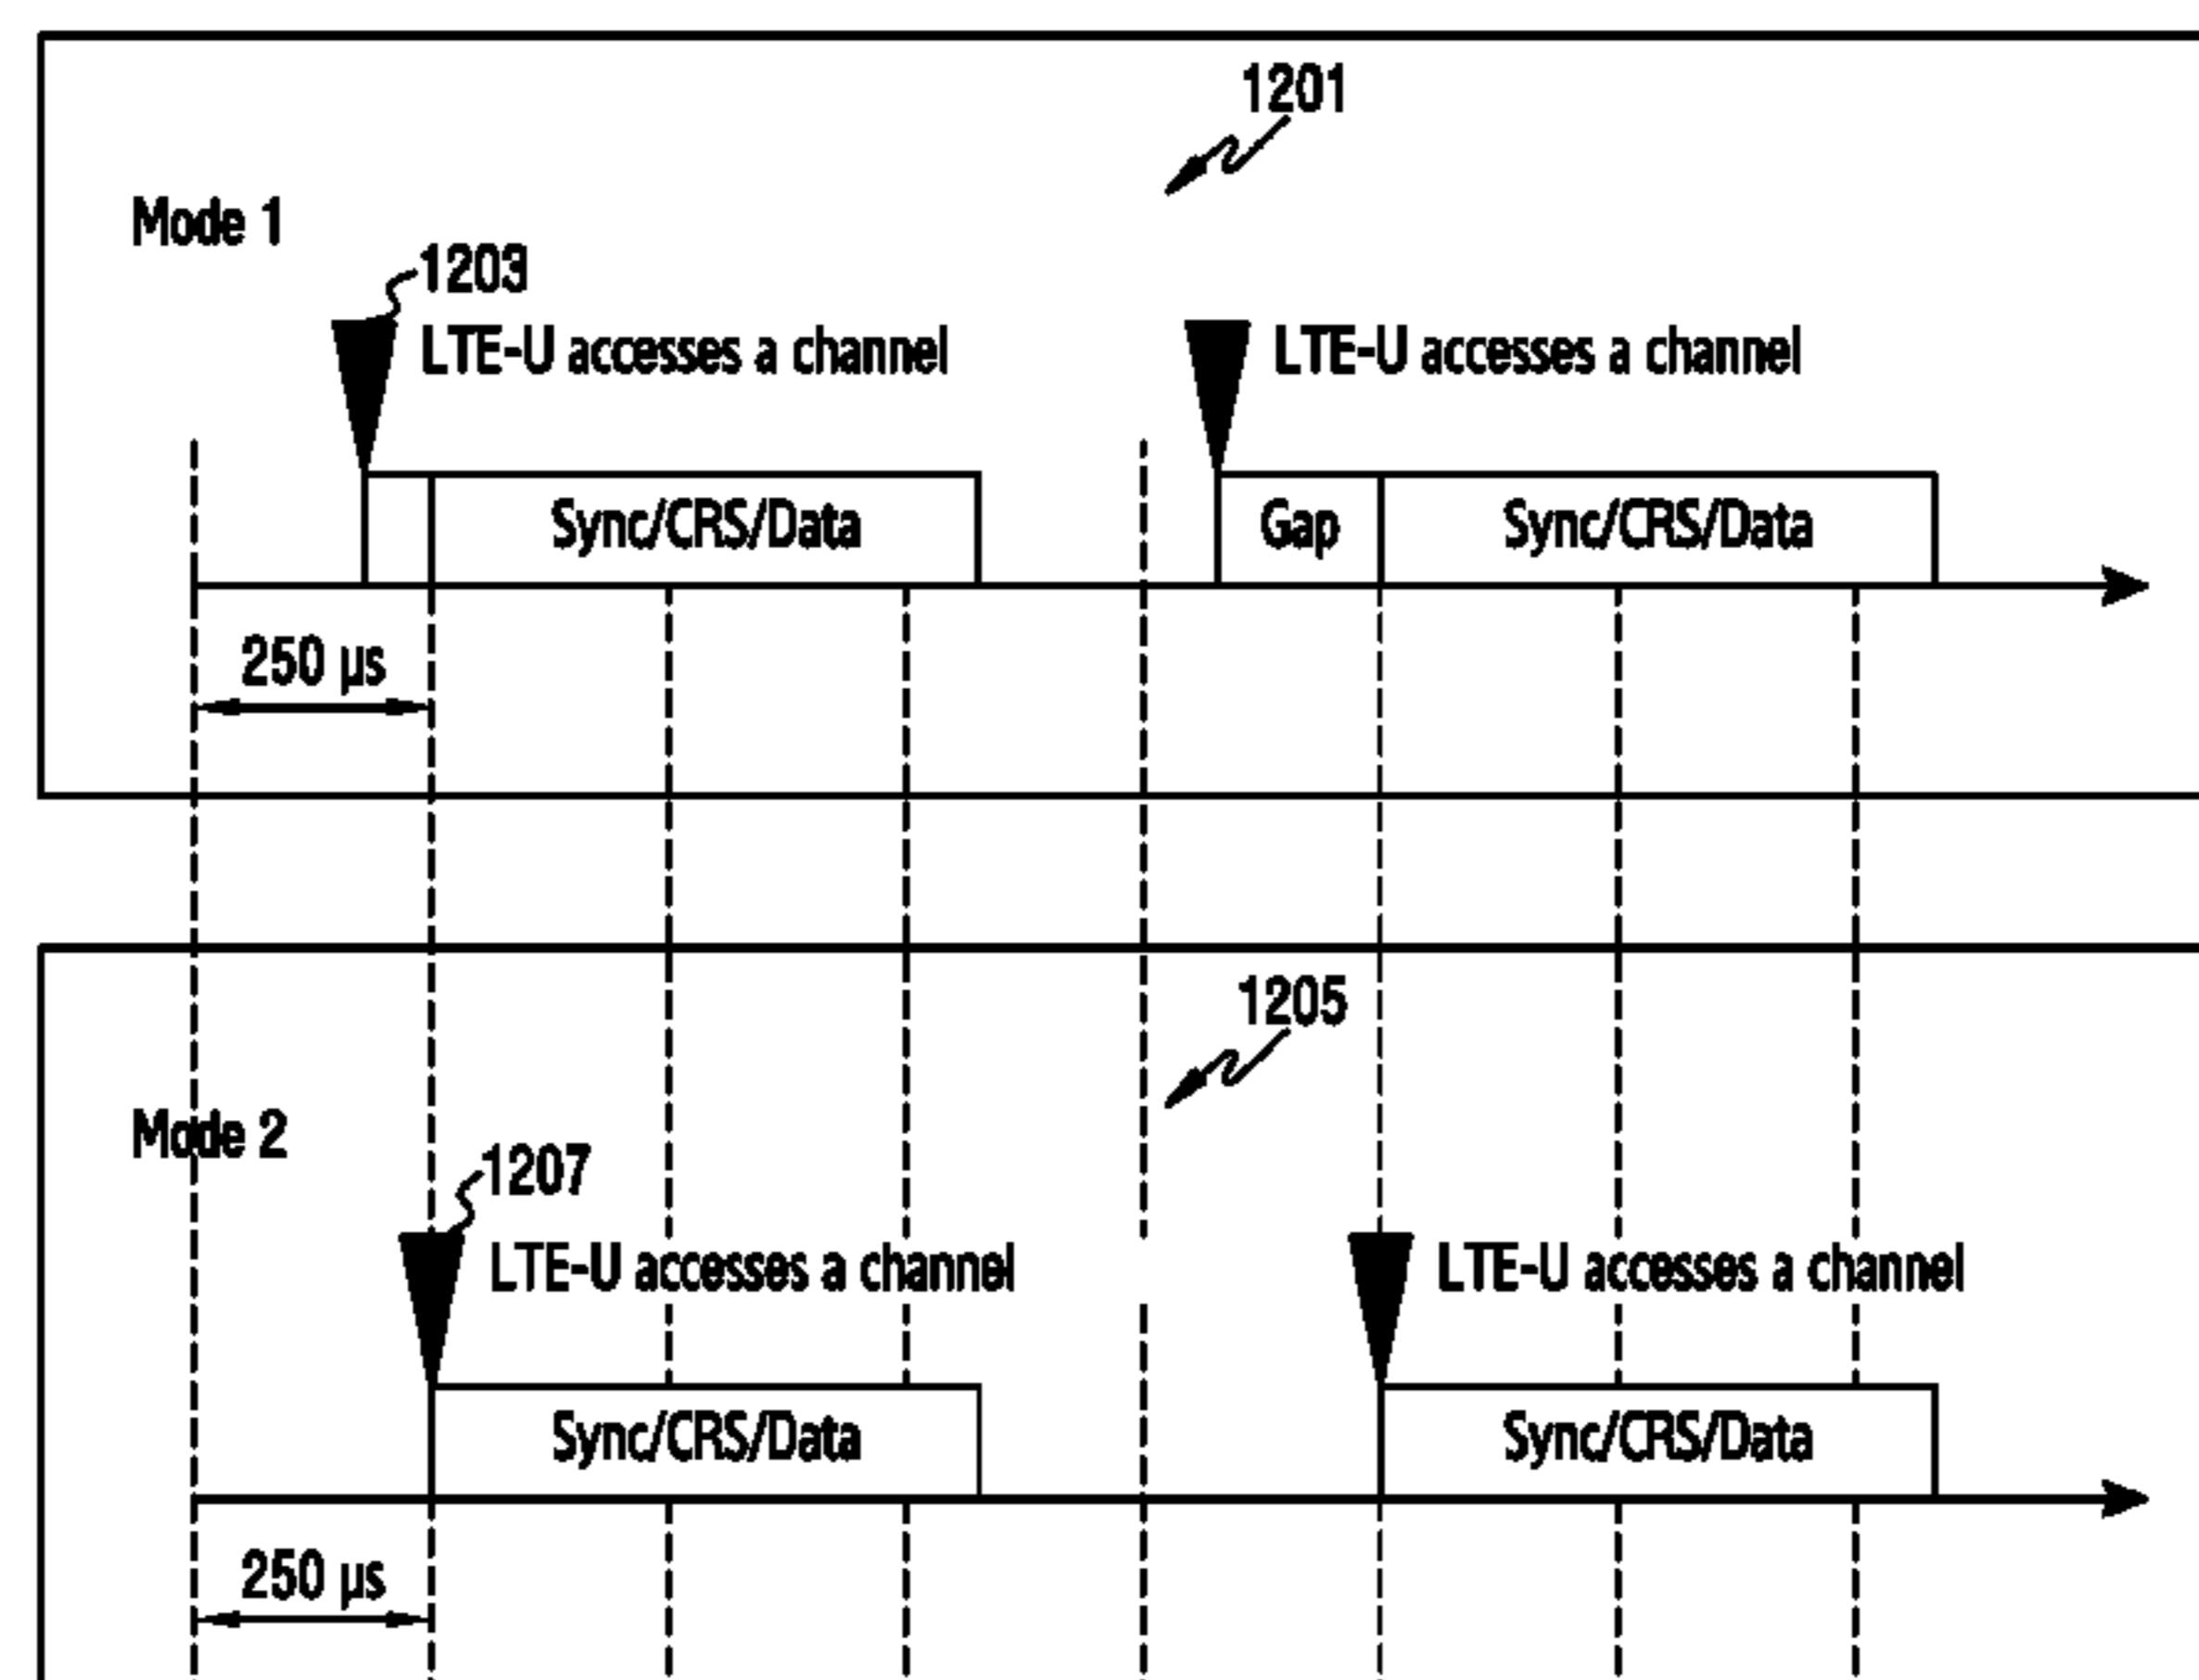 1201
Mode 1
1203
LTE-U accesses a channel
LTE-U accesses a channel
Sync/CRS/Data
Gap
Sync/CRS/Data
250 µs
1205
Mode 2
1207
LTE-U accesses a channel
LTE-U accesses a channel
Sync/CRS/Data
Sync/CRS/Data
250 µs